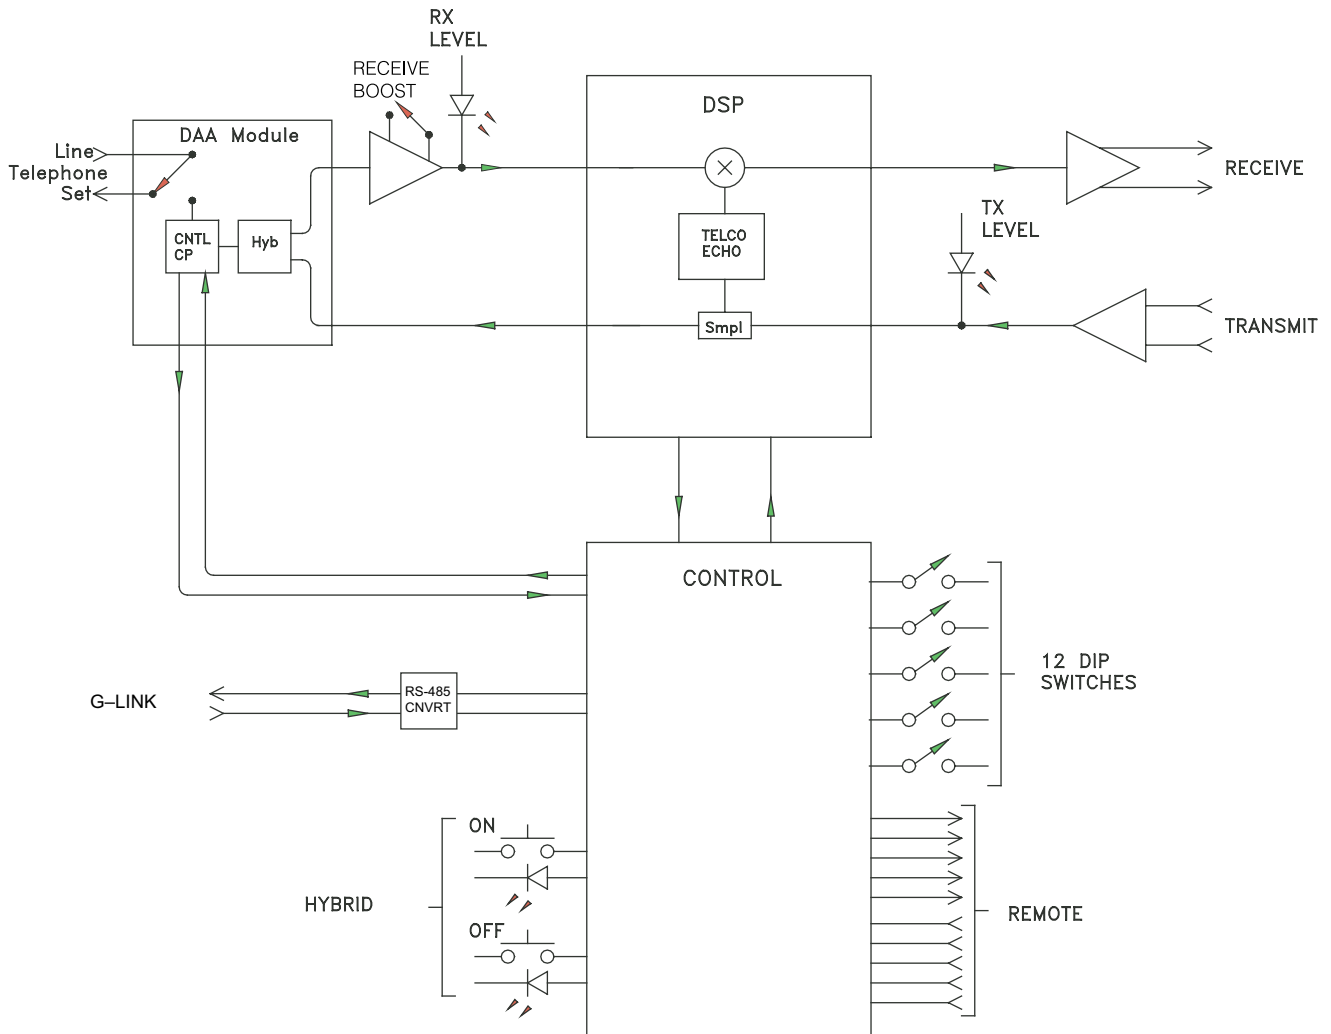 RX
LEVEL
RECEIVE
BOOST
DSP
DAA Module
Line
Telephone
Set
RECEIVE
CNTL
CP
Hyb
TELCO
ECHO
TX
LEVEL
Smpl
TRANSMIT
CONTROL
12 DIP
SWITCHES
G–LINK
RS-485
CNVRT
ON
HYBRID
OFF
REMOTE